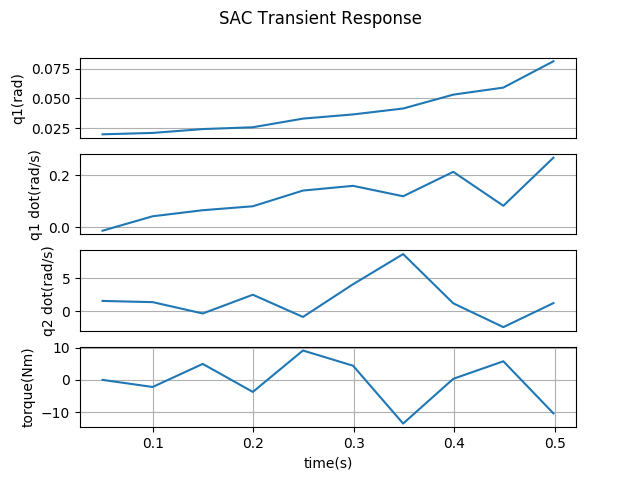 SAC Transient Response
q1(rad)
0.075
0.050
0.025
q1 dot(rad/s)
0.2
0.0
q2 dot(rad/s)
5
0
torque(Nm)
10
0
−10
0.1 0.2 0.3 0.4 0.5
time(s)